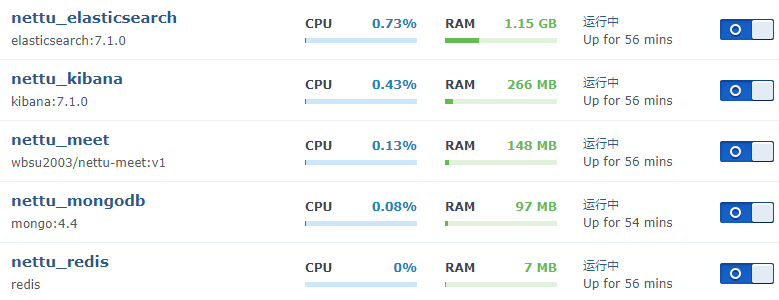 nettu_elasticsearch CPU 0.73% RAM 1.15 GB 运行中
elasticsearch:7.1.0 Up for 56 mins
nettu_kibana CPU 0.43% RAM 266 MB 运行中
kibana:7.1.0 Up for 56 mins
nettu_meet CPU 0.13% RAM 148 MB 运行中
wbsu2003/nettu-meet:v1 Up for 56 mins
nettu_mongodb CPU 0.08% RAM 97 MB 运行中
mongo:4.4 Up for 54 mins
nettu_redis CPU 0% RAM 7 MB 运行中
redis Up for 56 mins